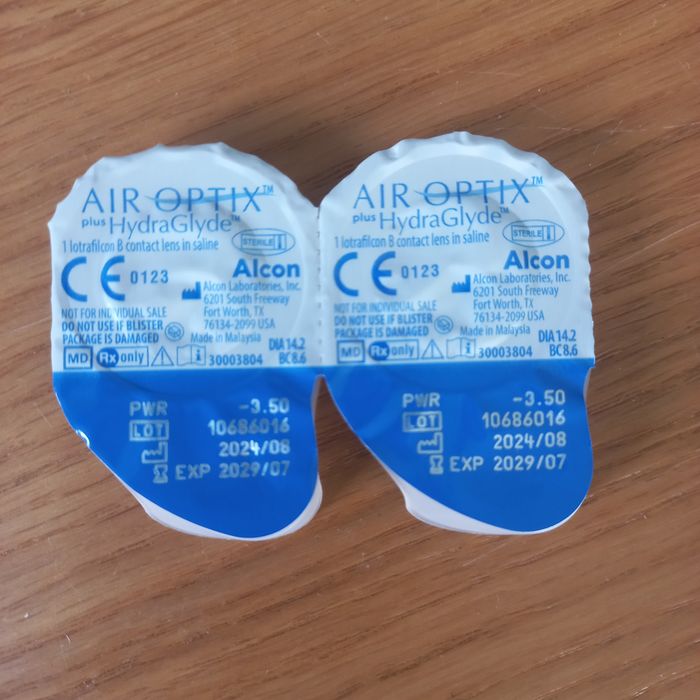 AIR OPTIX™
plus HydraGlyde™
1 lotrafilcon B contact lens in saline
STERILE
CE 0123
Alcon
Alcon Laboratories, Inc.
6201 South Freeway
Fort Worth, TX
76134-2099 USA
Made in Malaysia
NOT FOR INDIVIDUAL SALE
DO NOT USE IF BLISTER
PACKAGE IS DAMAGED
DIA 14.2
BC 8.6
MD Rx only 30003804
PWR -3.50
LOT 10686016
2024/08
EXP 2029/07
AIR OPTIX™
plus HydraGlyde™
1 lotrafilcon B contact lens in saline
STERILE
CE 0123
Alcon
Alcon Laboratories, Inc.
6201 South Freeway
Fort Worth, TX
76134-2099 USA
Made in Malaysia
NOT FOR INDIVIDUAL SALE
DO NOT USE IF BLISTER
PACKAGE IS DAMAGED
DIA 14.2
BC 8.6
MD Rx only 30003804
PWR -3.50
LOT 10686016
2024/08
EXP 2029/07